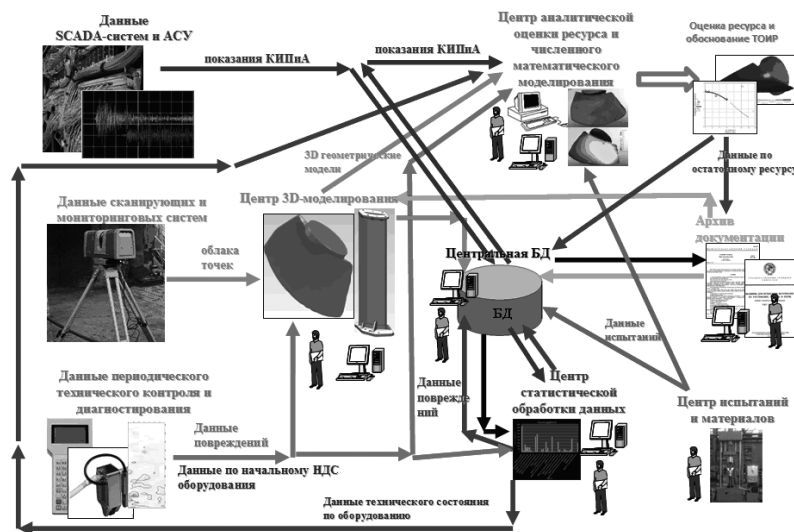 Данные
SCADA-систем и АСУ
показания КИПиА
показания КИПиА
Центр аналитической
оценки ресурса и
численного
математического
моделирования
Оценка ресурса и
обоснование ТОИР
3D геометрические
модели
Данные по
остаточному ресурсу
Данные сканирующих и
мониторинговых систем
Центр 3D-моделирования
облака
точек
Архив
документации
Центральная БД
БД
Данные
испытаний
Данные периодического
технического контроля и
диагностирования
Данные
повреждений
Данные
поврежде
ний
Центр
статистической
обработки данных
Центр испытаний
и материалов
Данные по начальному НДС
оборудования
Данные технического состояния
по оборудованию